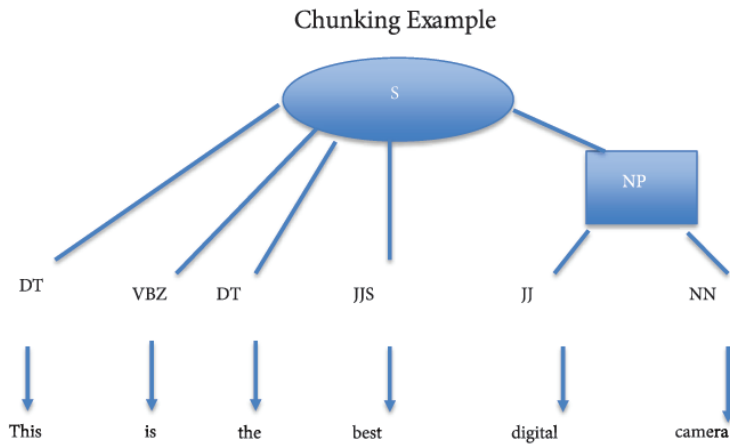 Chunking Example
S
NP
DT VBZ DT JJS JJ NN
This is the best digital camera